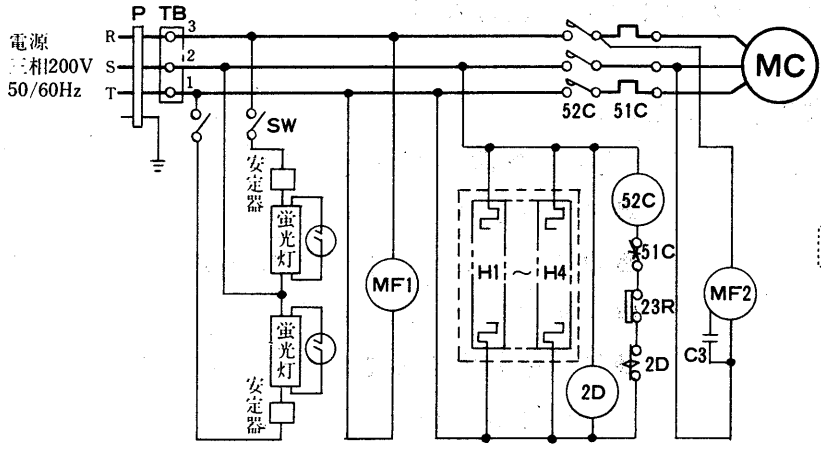 P TB
電源
三相200V
50/60Hz
R
S
T
3
2
1
SW
安定器
蛍光灯
蛍光灯
安定器
MF1
52C 51C
MC
H1 ～ H4
2D
52C
51C
23R
2D
MF2
C3